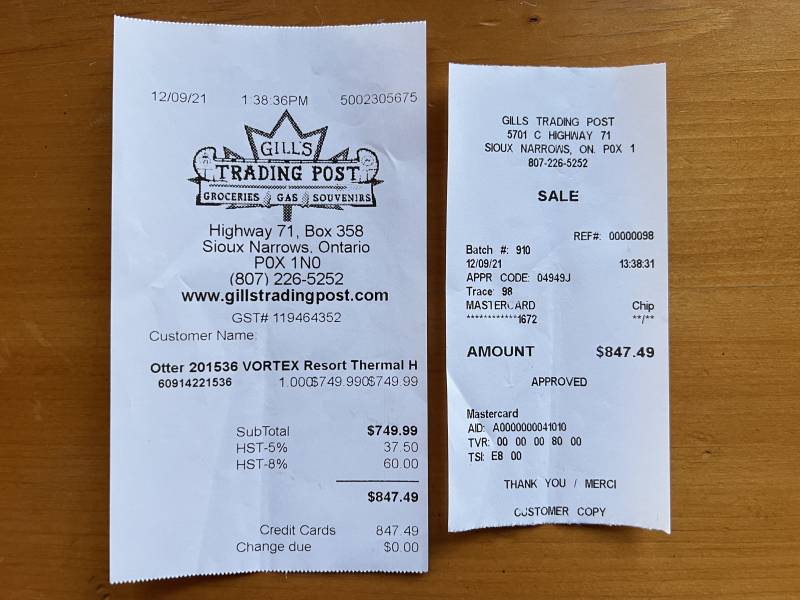 12/09/21 1:38:36PM 5002305675
GILL'S
TRADING POST
GROCERIES GAS SOUVENIRS
Highway 71, Box 358
Sioux Narrows, Ontario
P0X 1N0
(807) 226-5252
www.gillstradingpost.com
GST# 119464352
Customer Name:
Otter 201536 VORTEX Resort Thermal H
60914221536 1.000$749.990$749.99
SubTotal $749.99
HST-5% 37.50
HST-8% 60.00
$847.49
Credit Cards 847.49
Change due $0.00
GILLS TRADING POST
5701 C HIGHWAY 71
SIOUX NARROWS, ON. P0X 1
807-226-5252
SALE
REF#: 00000098
Batch #: 910
12/09/21 13:38:31
APPR CODE: 04949J
Trace: 98
MASTERCARD Chip
************1672 **/**
AMOUNT $847.49
APPROVED
Mastercard
AID: A0000000041010
TVR: 00 00 00 80 00
TSI: E8 00
THANK YOU / MERCI
CUSTOMER COPY